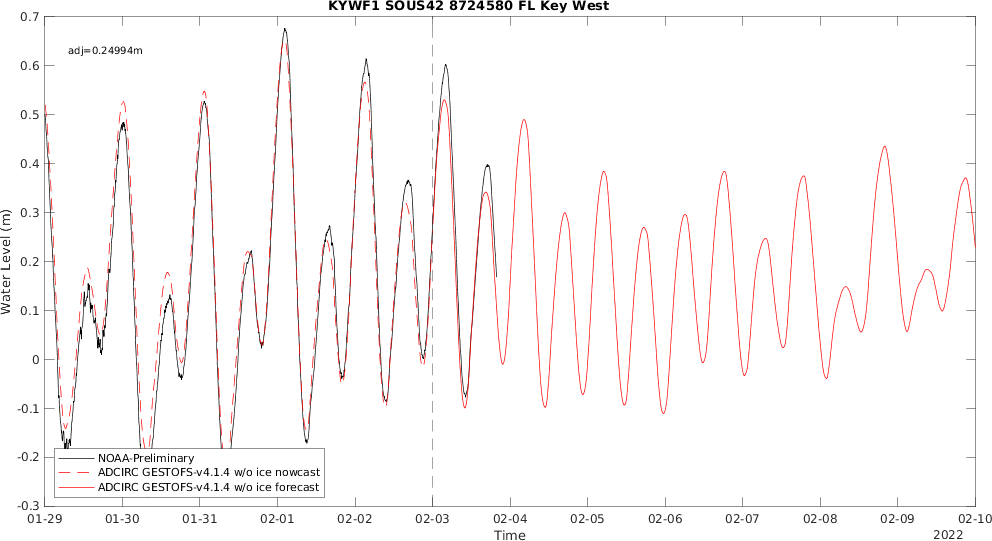 KYWF1 SOUS42 8724580 FL Key West
adj=0.24994m
Water Level (m)
0.7
0.6
0.5
0.4
0.3
0.2
0.1
0
-0.1
-0.2
-0.3
NOAA-Preliminary
ADCIRC GESTOFS-v4.1.4 w/o ice nowcast
ADCIRC GESTOFS-v4.1.4 w/o ice forecast
01-29 01-30 01-31 02-01 02-02 02-03 02-04 02-05 02-06 02-07 02-08 02-09 02-10
Time
2022